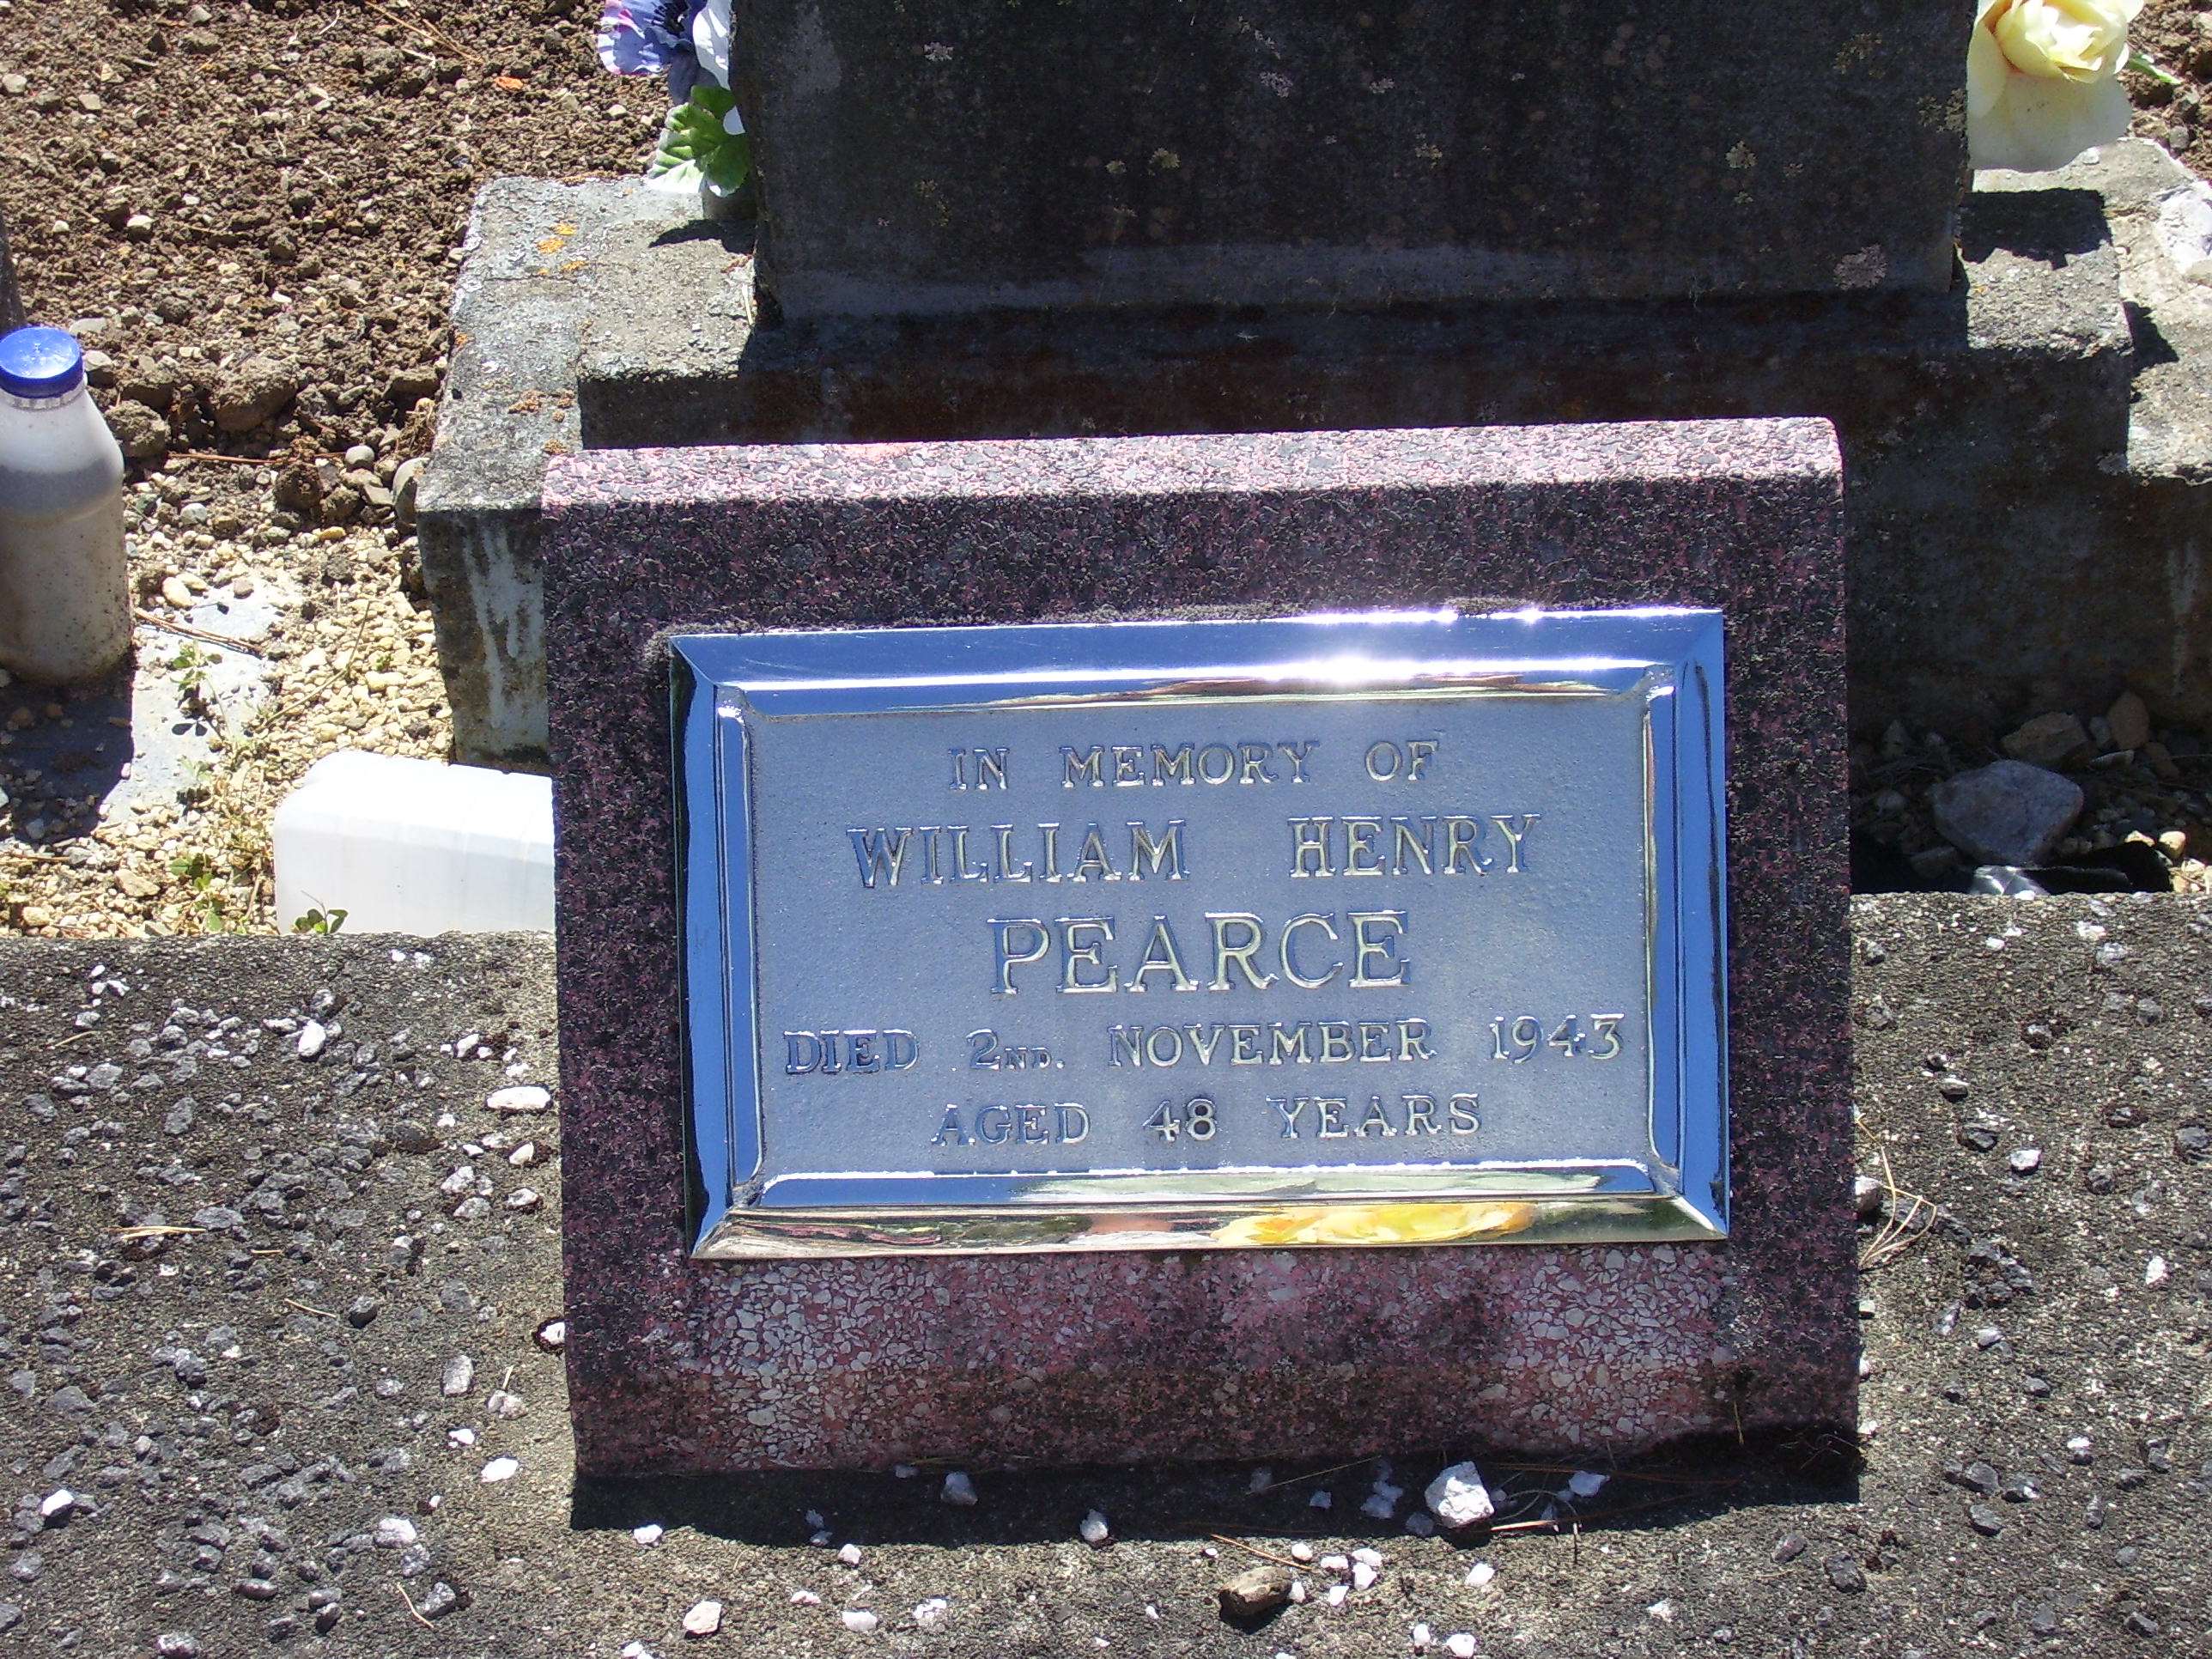 IN MEMORY OF
WILLIAM HENRY
PEARCE
DIED 2ND. NOVEMBER 1943
AGED 48 YEARS